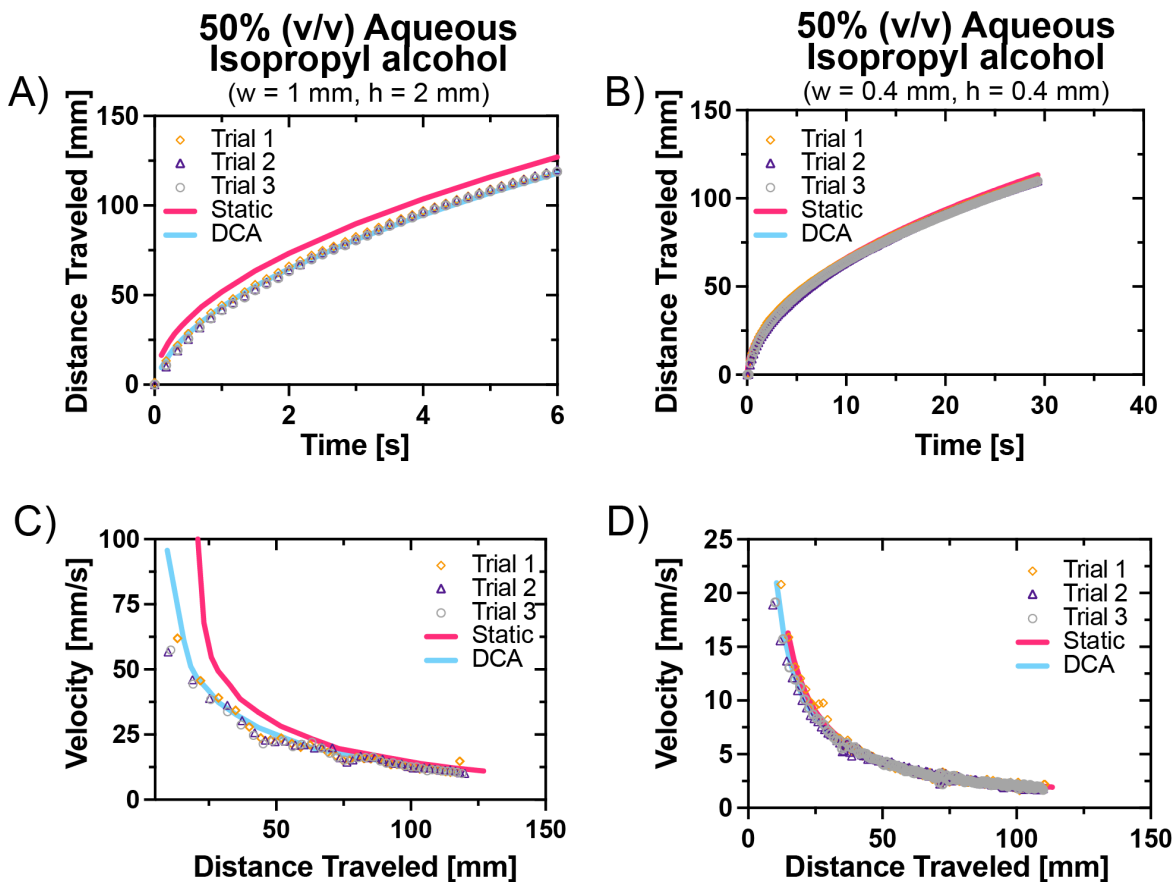 50% (v/v) Aqueous
Isopropyl alcohol
(w = 1 mm, h = 2 mm)
A)
Distance Traveled [mm]
150
100
50
0
Trial 1
Trial 2
Trial 3
Static
DCA
0 2 4 6
Time [s]
50% (v/v) Aqueous
Isopropyl alcohol
(w = 0.4 mm, h = 0.4 mm)
B)
Distance Traveled [mm]
150
100
50
0
Trial 1
Trial 2
Trial 3
Static
DCA
0 10 20 30 40
Time [s]
C)
Velocity [mm/s]
100
75
50
25
0
Trial 1
Trial 2
Trial 3
Static
DCA
50 100 150
Distance Traveled [mm]
D)
Velocity [mm/s]
25
20
15
10
5
0
Trial 1
Trial 2
Trial 3
Static
DCA
0 50 100 150
Distance Traveled [mm]